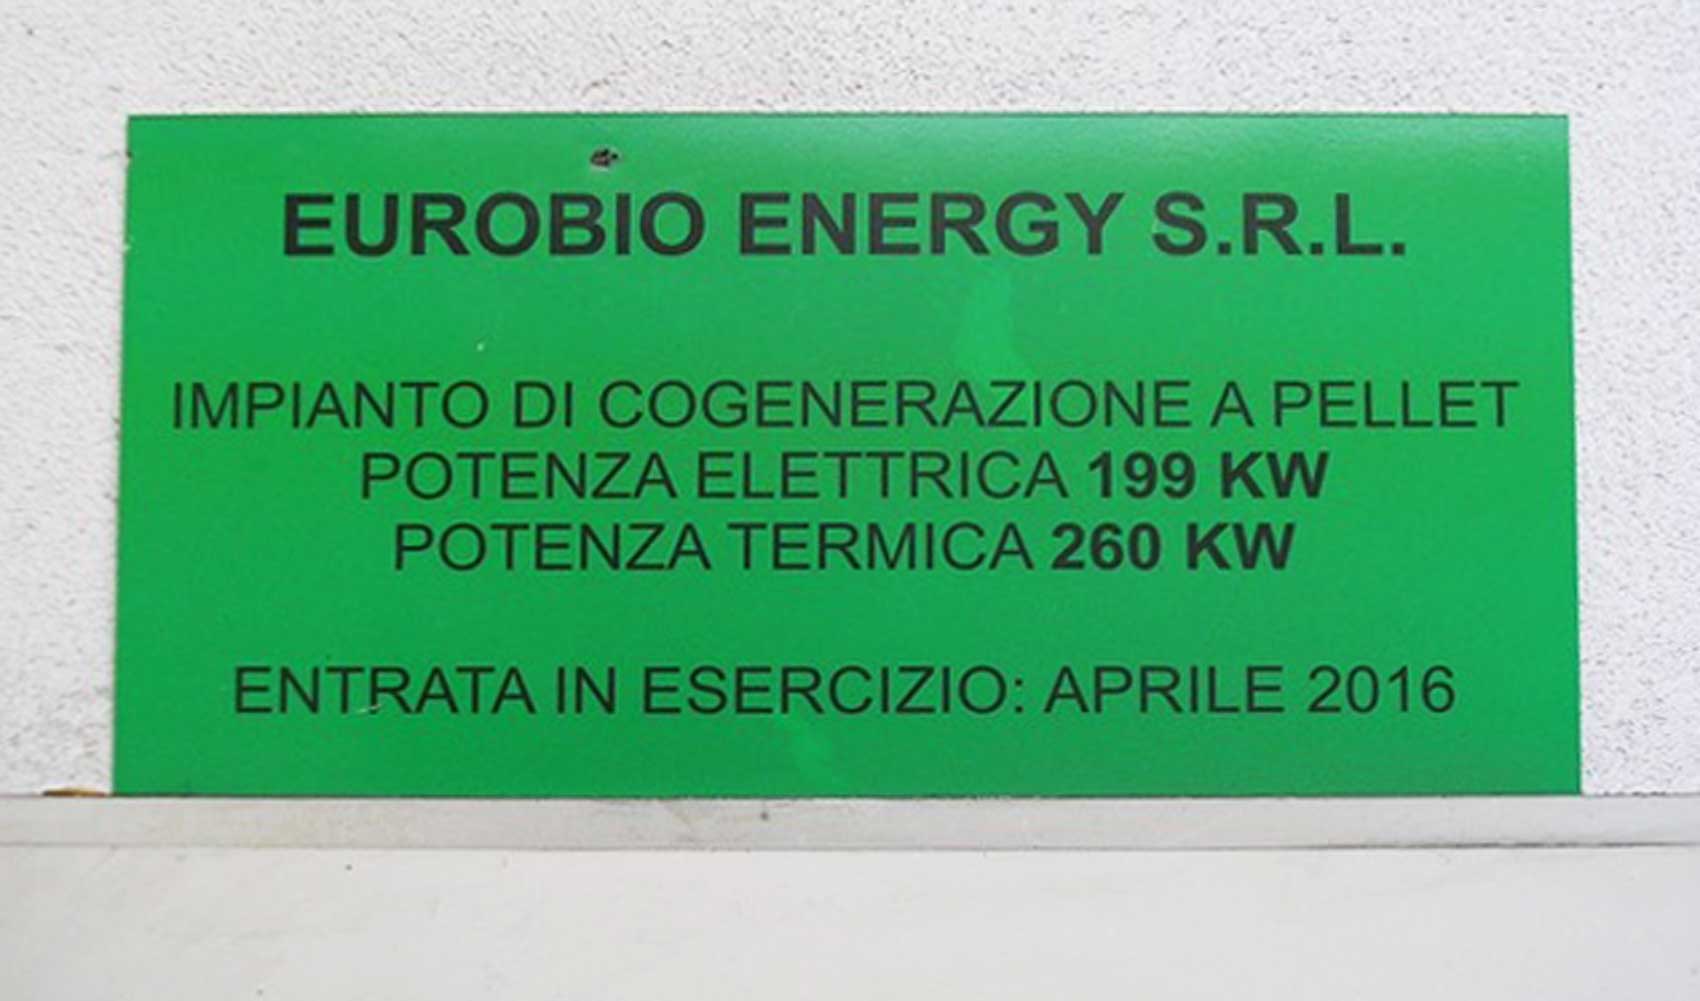 EUROBIO ENERGY S.R.L.
IMPIANTO DI COGENERAZIONE A PELLET
POTENZA ELETTRICA 199 KW
POTENZA TERMICA 260 KW
ENTRATA IN ESERCIZIO: APRILE 2016